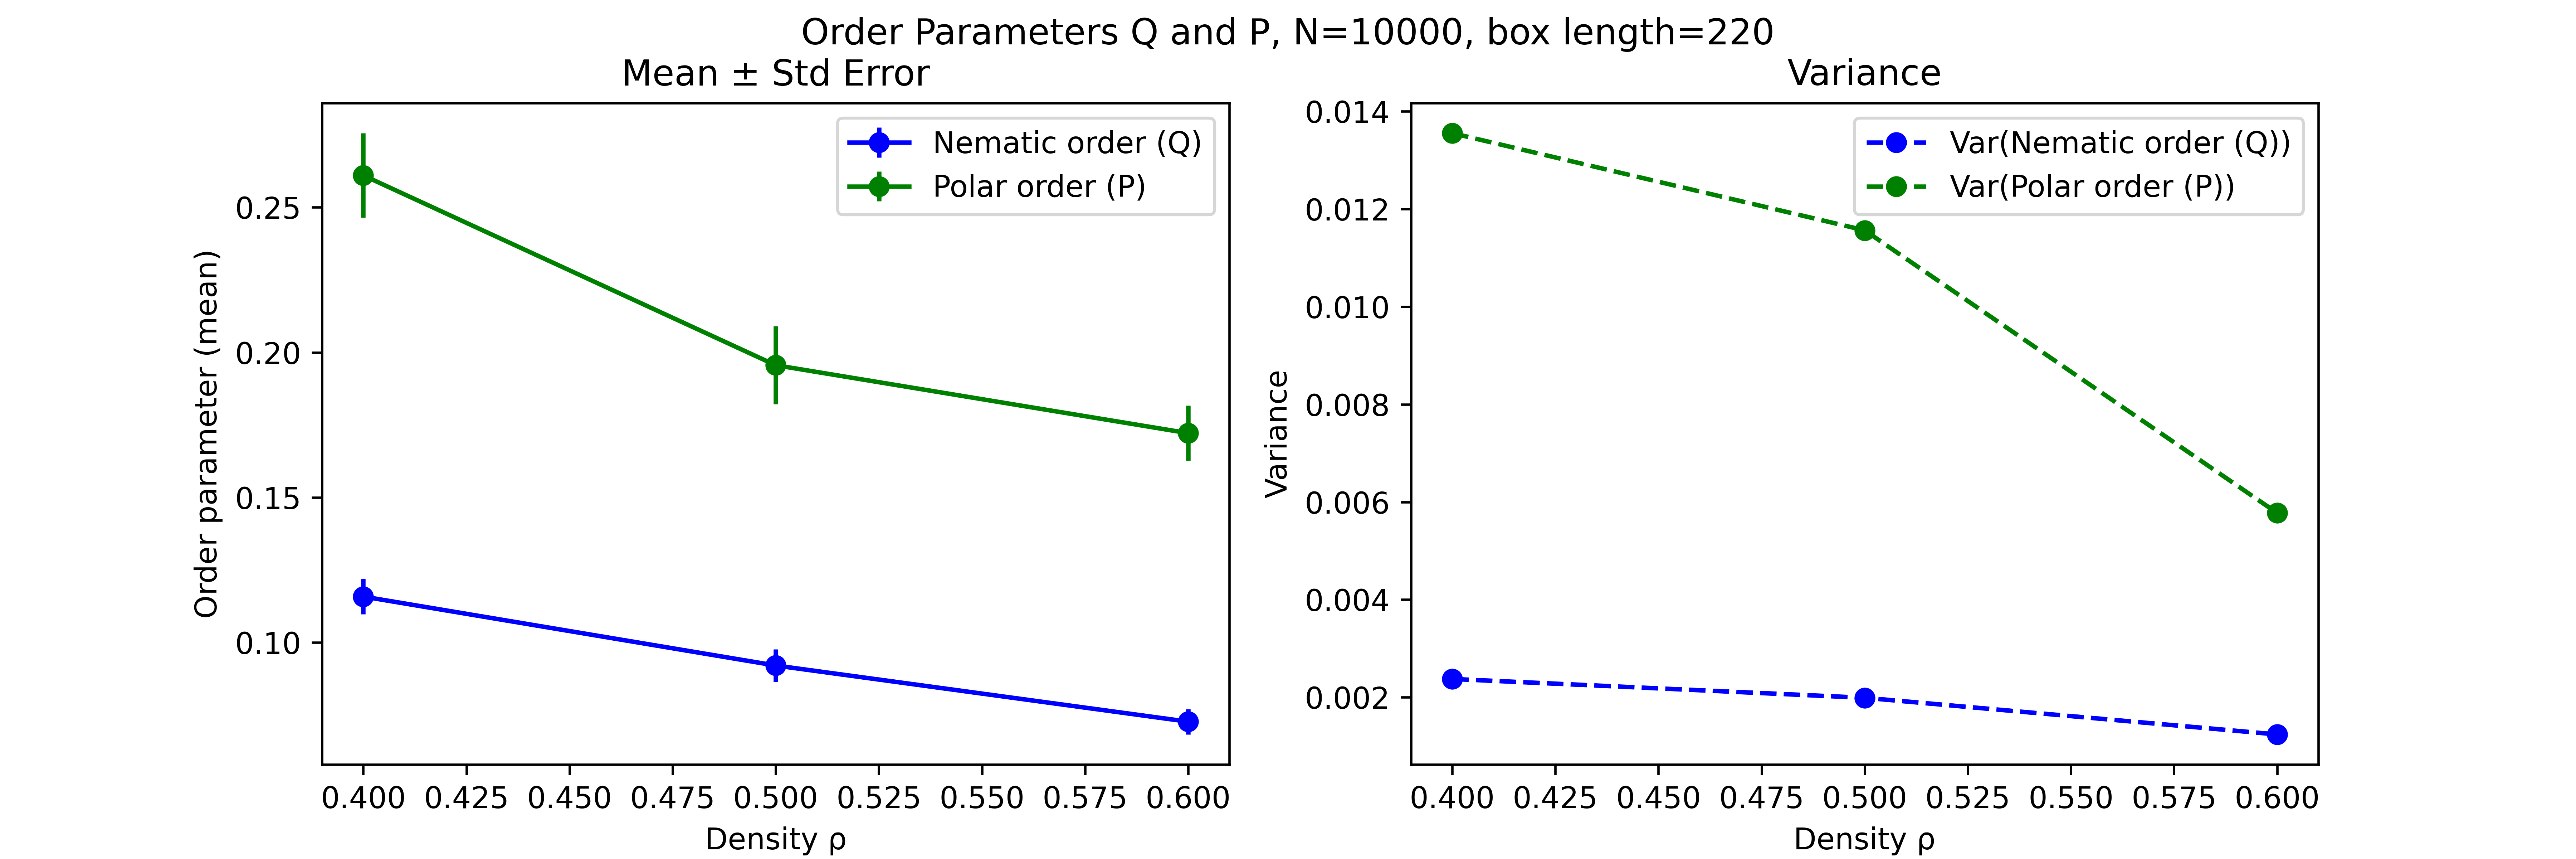 Order Parameters Q and P, N=10000, box length=220
Mean ± Std Error
Nematic order (Q)
Polar order (P)
Order parameter (mean)
0.25
0.20
0.15
0.10
0.400 0.425 0.450 0.475 0.500 0.525 0.550 0.575 0.600
Density ρ
Variance
Var(Nematic order (Q))
Var(Polar order (P))
Variance
0.014
0.012
0.010
0.008
0.006
0.004
0.002
0.400 0.425 0.450 0.475 0.500 0.525 0.550 0.575 0.600
Density ρ